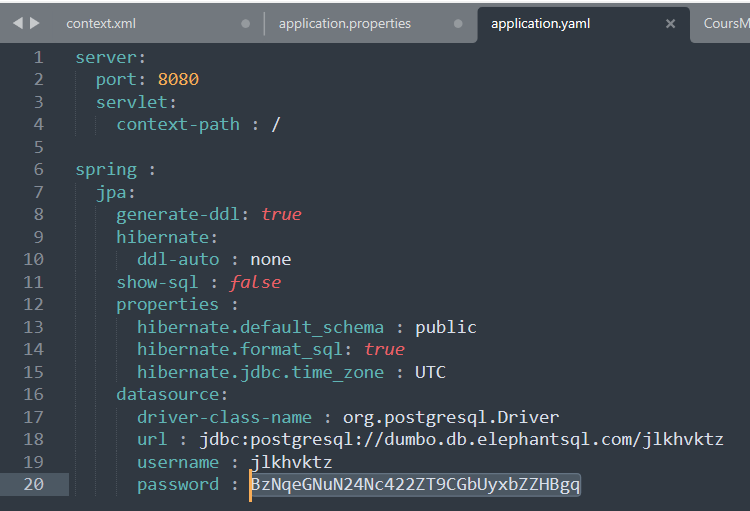 context.xml
application.properties
application.yaml
CoursM
1 server:
2   port: 8080
3   servlet:
4     context-path : /
5
6 spring :
7   jpa:
8     generate-ddl: true
9     hibernate:
10       ddl-auto : none
11     show-sql : false
12     properties :
13       hibernate.default_schema : public
14       hibernate.format_sql: true
15       hibernate.jdbc.time_zone : UTC
16     datasource:
17       driver-class-name : org.postgresql.Driver
18       url : jdbc:postgresql://dumbo.db.elephantsql.com/jlkhvktz
19       username : jlkhvktz
20       password : BzNqeGNuN24Nc422ZT9CGbUyxbZZHBgq